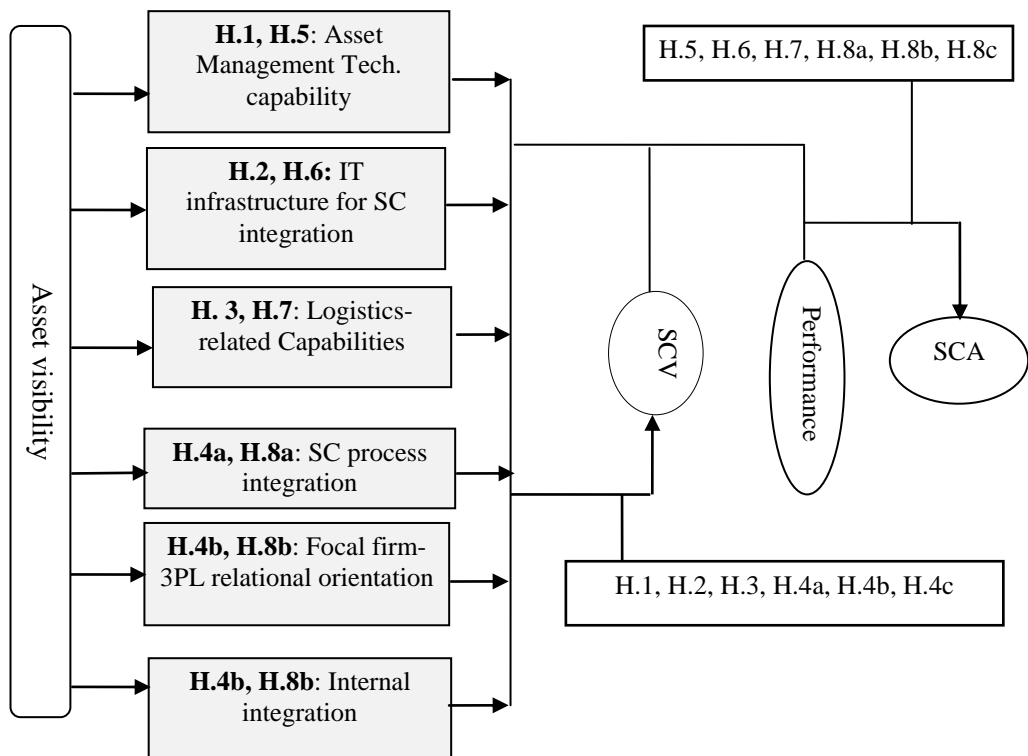 Asset visibility
H.1, H.5: Asset
Management Tech.
capability
H.2, H.6: IT
infrastructure for SC
integration
H. 3, H.7: Logistics-
related Capabilities
H.4a, H.8a: SC process
integration
H.4b, H.8b: Focal firm-
3PL relational orientation
H.4b, H.8b: Internal
integration
H.5, H.6, H.7, H.8a, H.8b, H.8c
SCV
Performance
SCA
H.1, H.2, H.3, H.4a, H.4b, H.4c